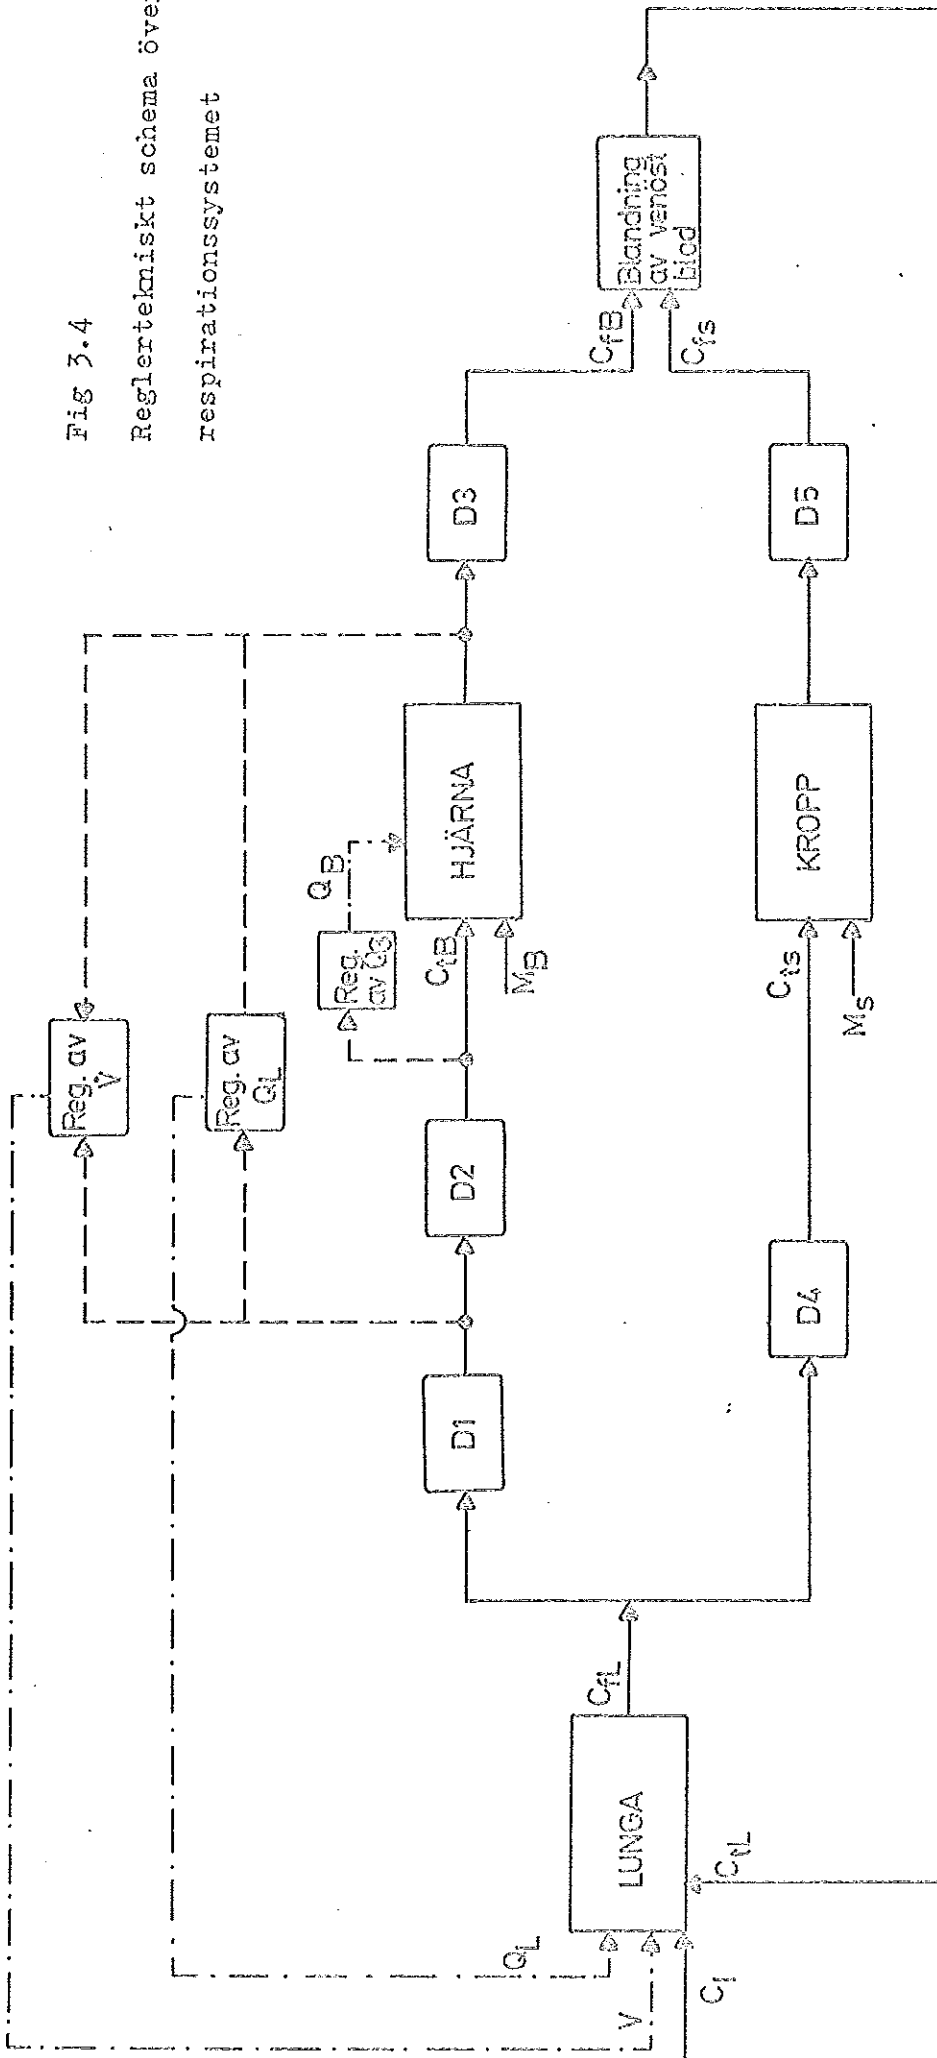 Fig 3.4
Reglertekniskt schema över
respirationssystemet
Reg. av
V̇
Reg. av
QL
Reg.
av QB
QB
HJÄRNA
CtB
MB
D1
D2
D3
CfB
Cfs
Blandning
av venöst
blod
LUNGA
QL
V
CI
CtL
CfL
D4
Cts
MS
KROPP
D5